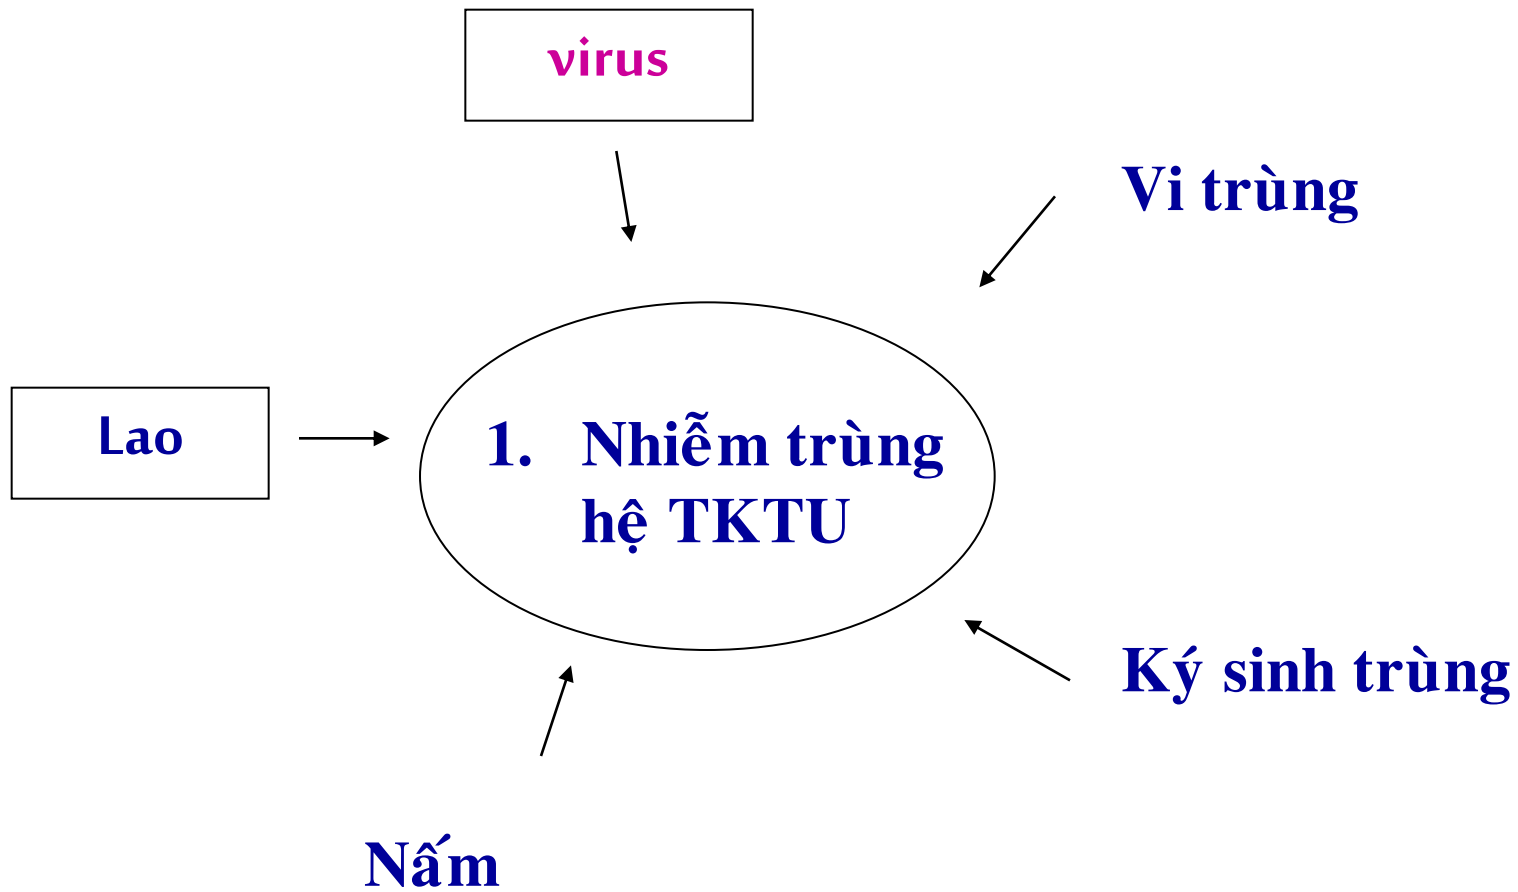 virus
Vi trùng
Lao
1. Nhiễm trùng
hệ TKTU
Ký sinh trùng
Nấm